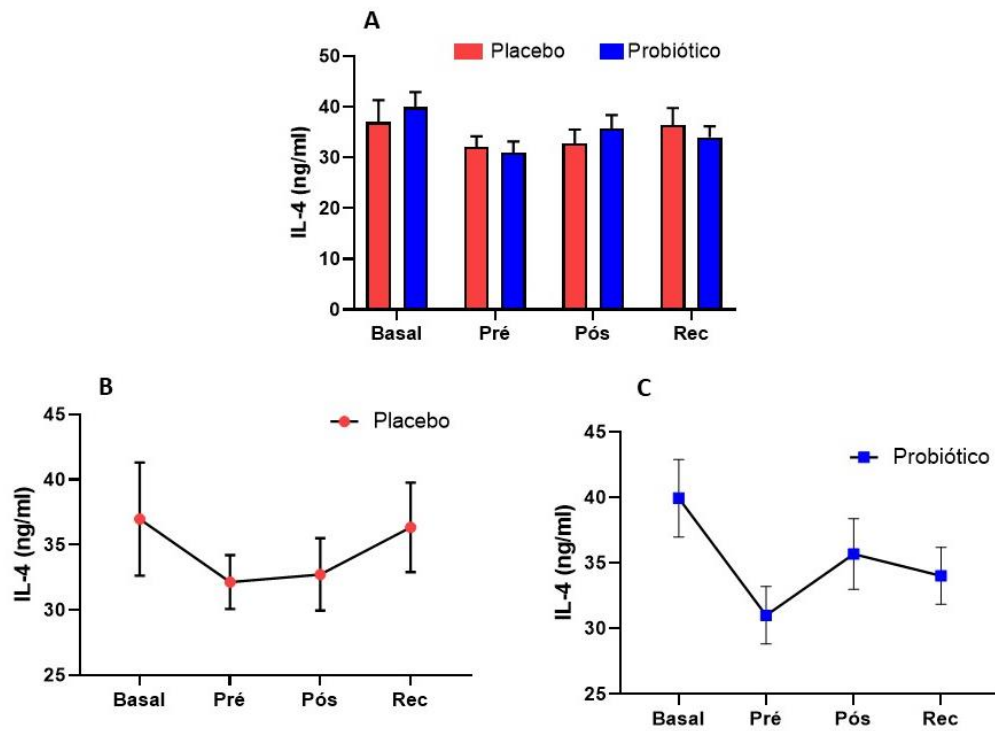 A
Placebo Probiótico
IL-4 (ng/ml)
50
40
30
20
10
0
Basal Pré Pós Rec
B
Placebo
IL-4 (ng/ml)
45
40
35
30
25
Basal Pré Pós Rec
C
Probiótico
IL-4 (ng/ml)
45
40
35
30
25
Basal Pré Pós Rec